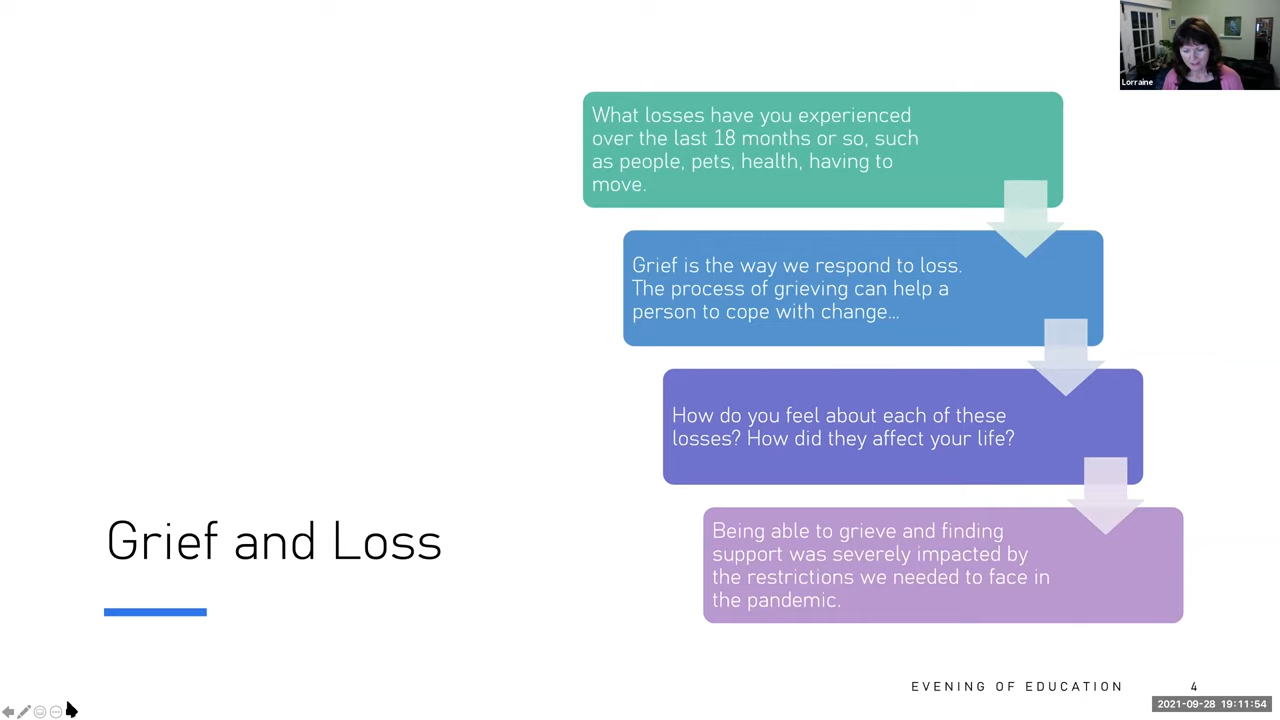 Lorraine
What losses have you experienced
over the last 18 months or so, such
as people, pets, health, having to
move.
Grief is the way we respond to loss.
The process of grieving can help a
person to cope with change...
How do you feel about each of these
losses? How did they affect your life?
Being able to grieve and finding
support was severely impacted by
the restrictions we needed to face in
the pandemic.
Grief and Loss
EVENING OF EDUCATION
4
2021-09-28 19:11:54